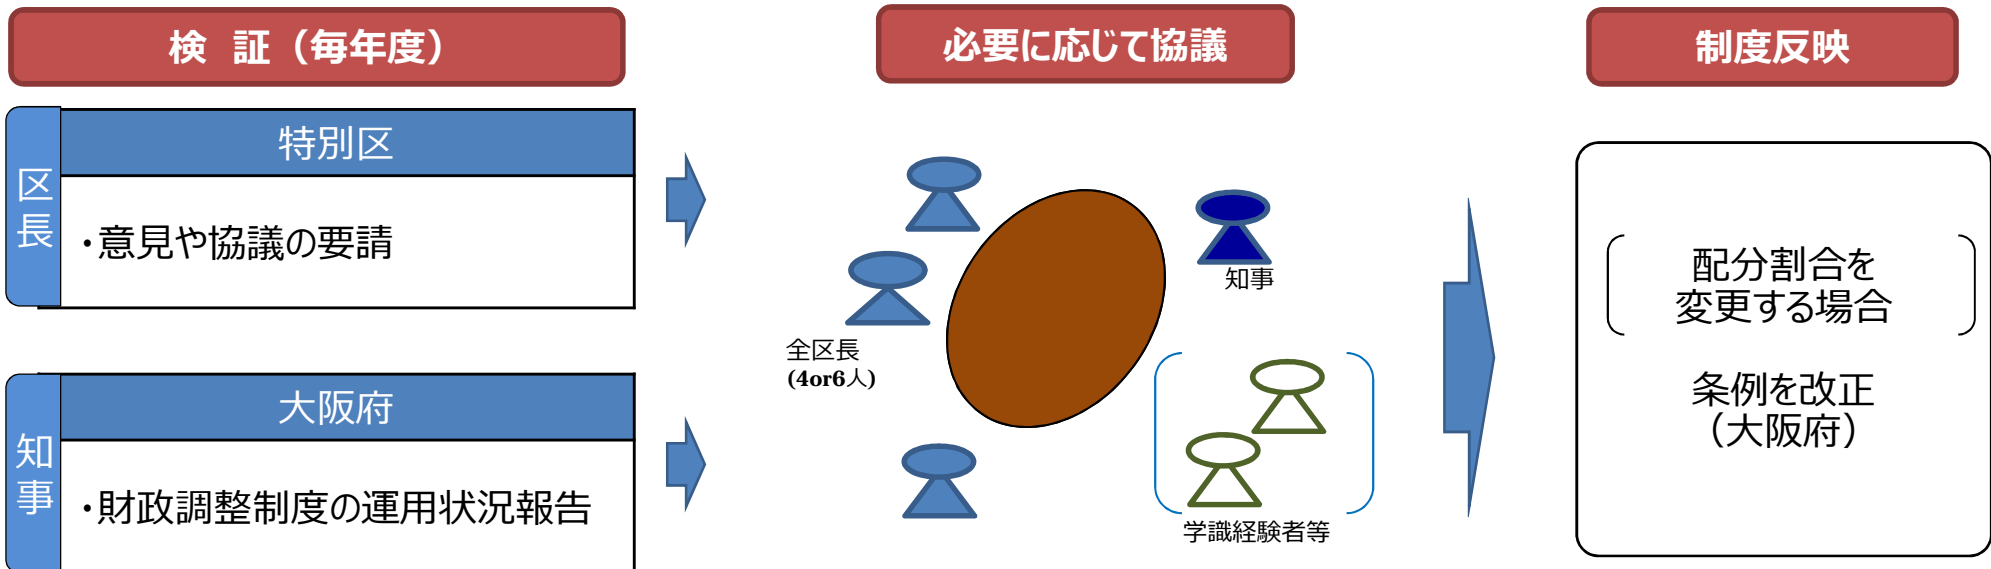 検 証（毎年度）
必要に応じて協議
制度反映
区長
特別区
・意見や協議の要請
知事
大阪府
・財政調整制度の運用状況報告
全区長
(4or6人)
知事
学識経験者等
配分割合を
変更する場合
条例を改正
（大阪府）